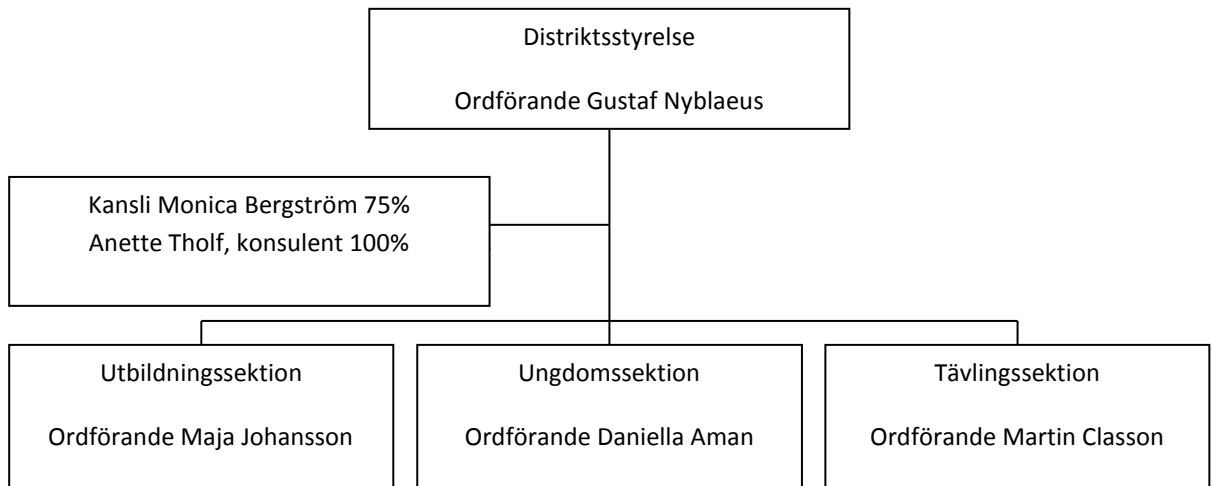 Distriktsstyrelse
Ordförande Gustaf Nyblaeus
Kansli Monica Bergström 75%
Anette Tholf, konsulent 100%
Utbildningssektion
Ordförande Maja Johansson
Ungdomssektion
Ordförande Daniella Aman
Tävlingssektion
Ordförande Martin Classon